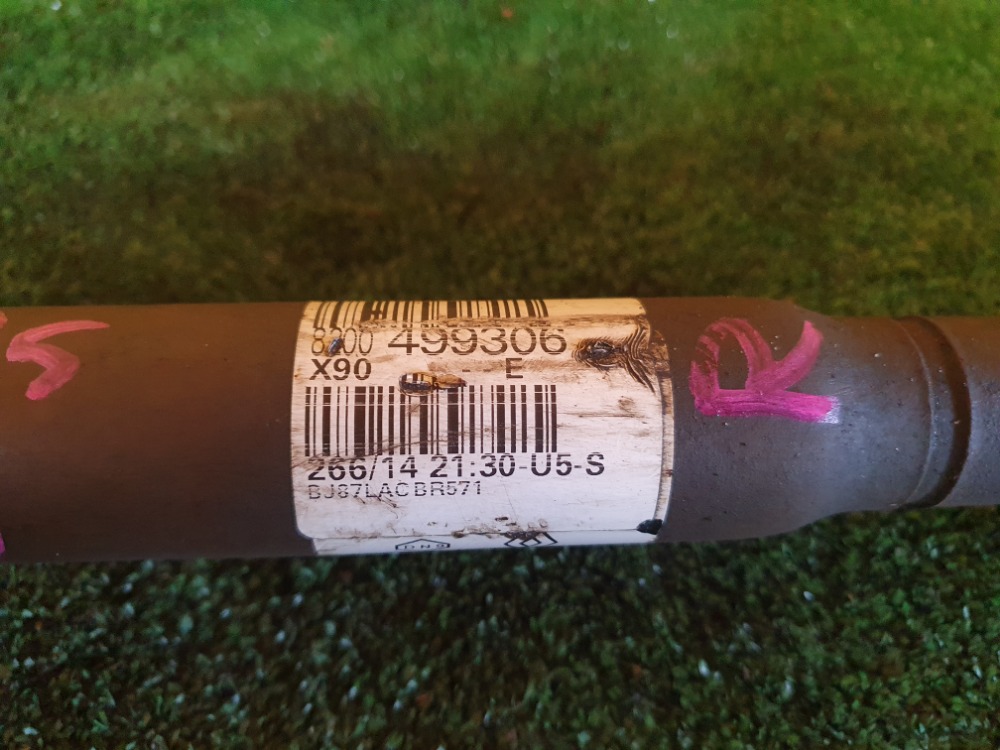 8200 499306
X90 - E
266/14 21:30-U5-S
BJ87LACBR571
S
R